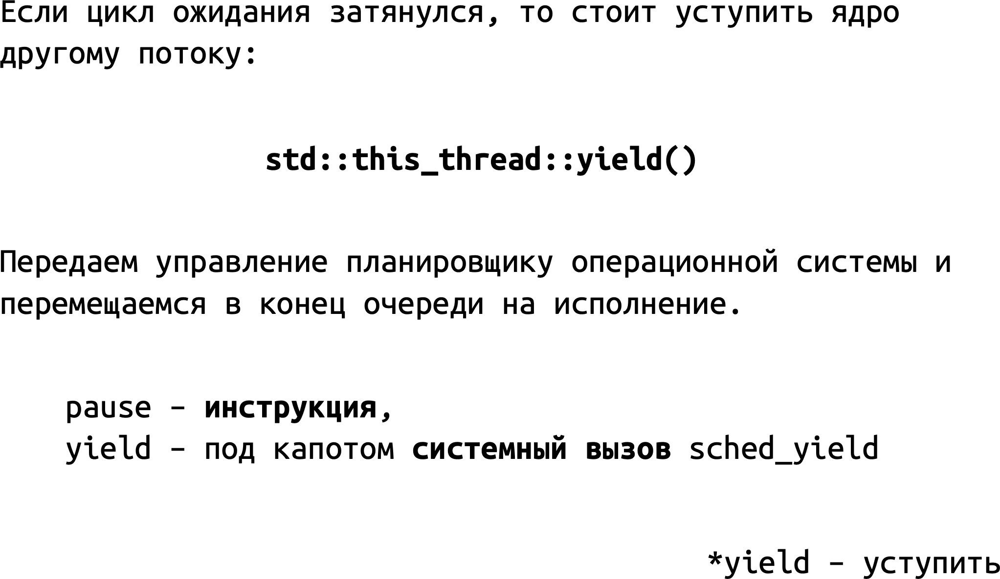 Если цикл ожидания затянулся, то стоит уступить ядро
другому потоку:
std::this_thread::yield()
Передаем управление планировщику операционной системы и
перемещаемся в конец очереди на исполнение.
pause – инструкция,
yield – под капотом системный вызов sched_yield
*yield – уступить